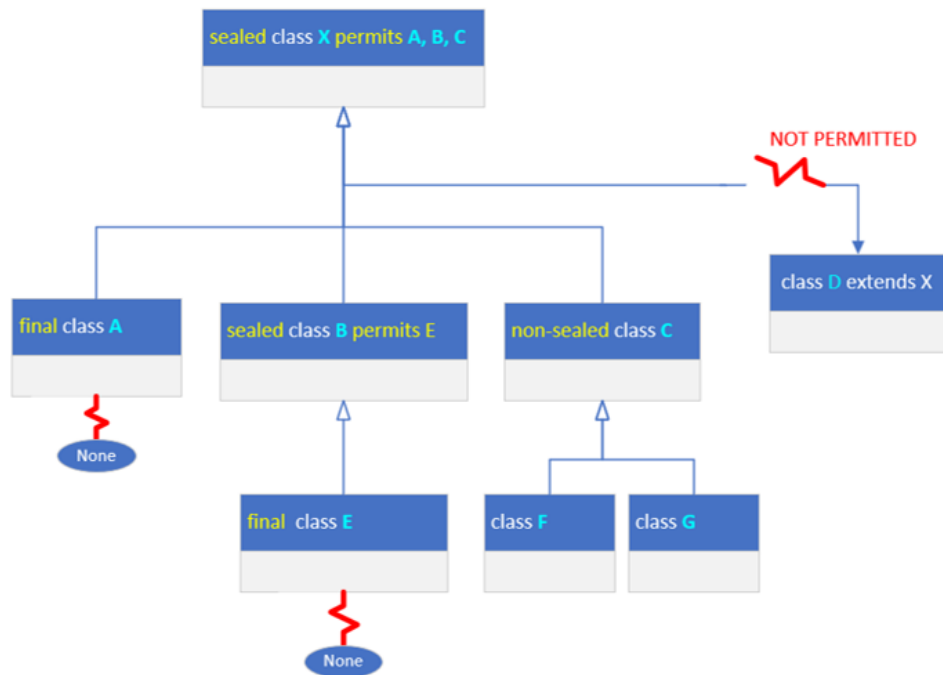 sealed class X permits A, B, C
NOT PERMITTED
class D extends X
final class A
sealed class B permits E
non-sealed class C
None
final class E
class F
class G
None